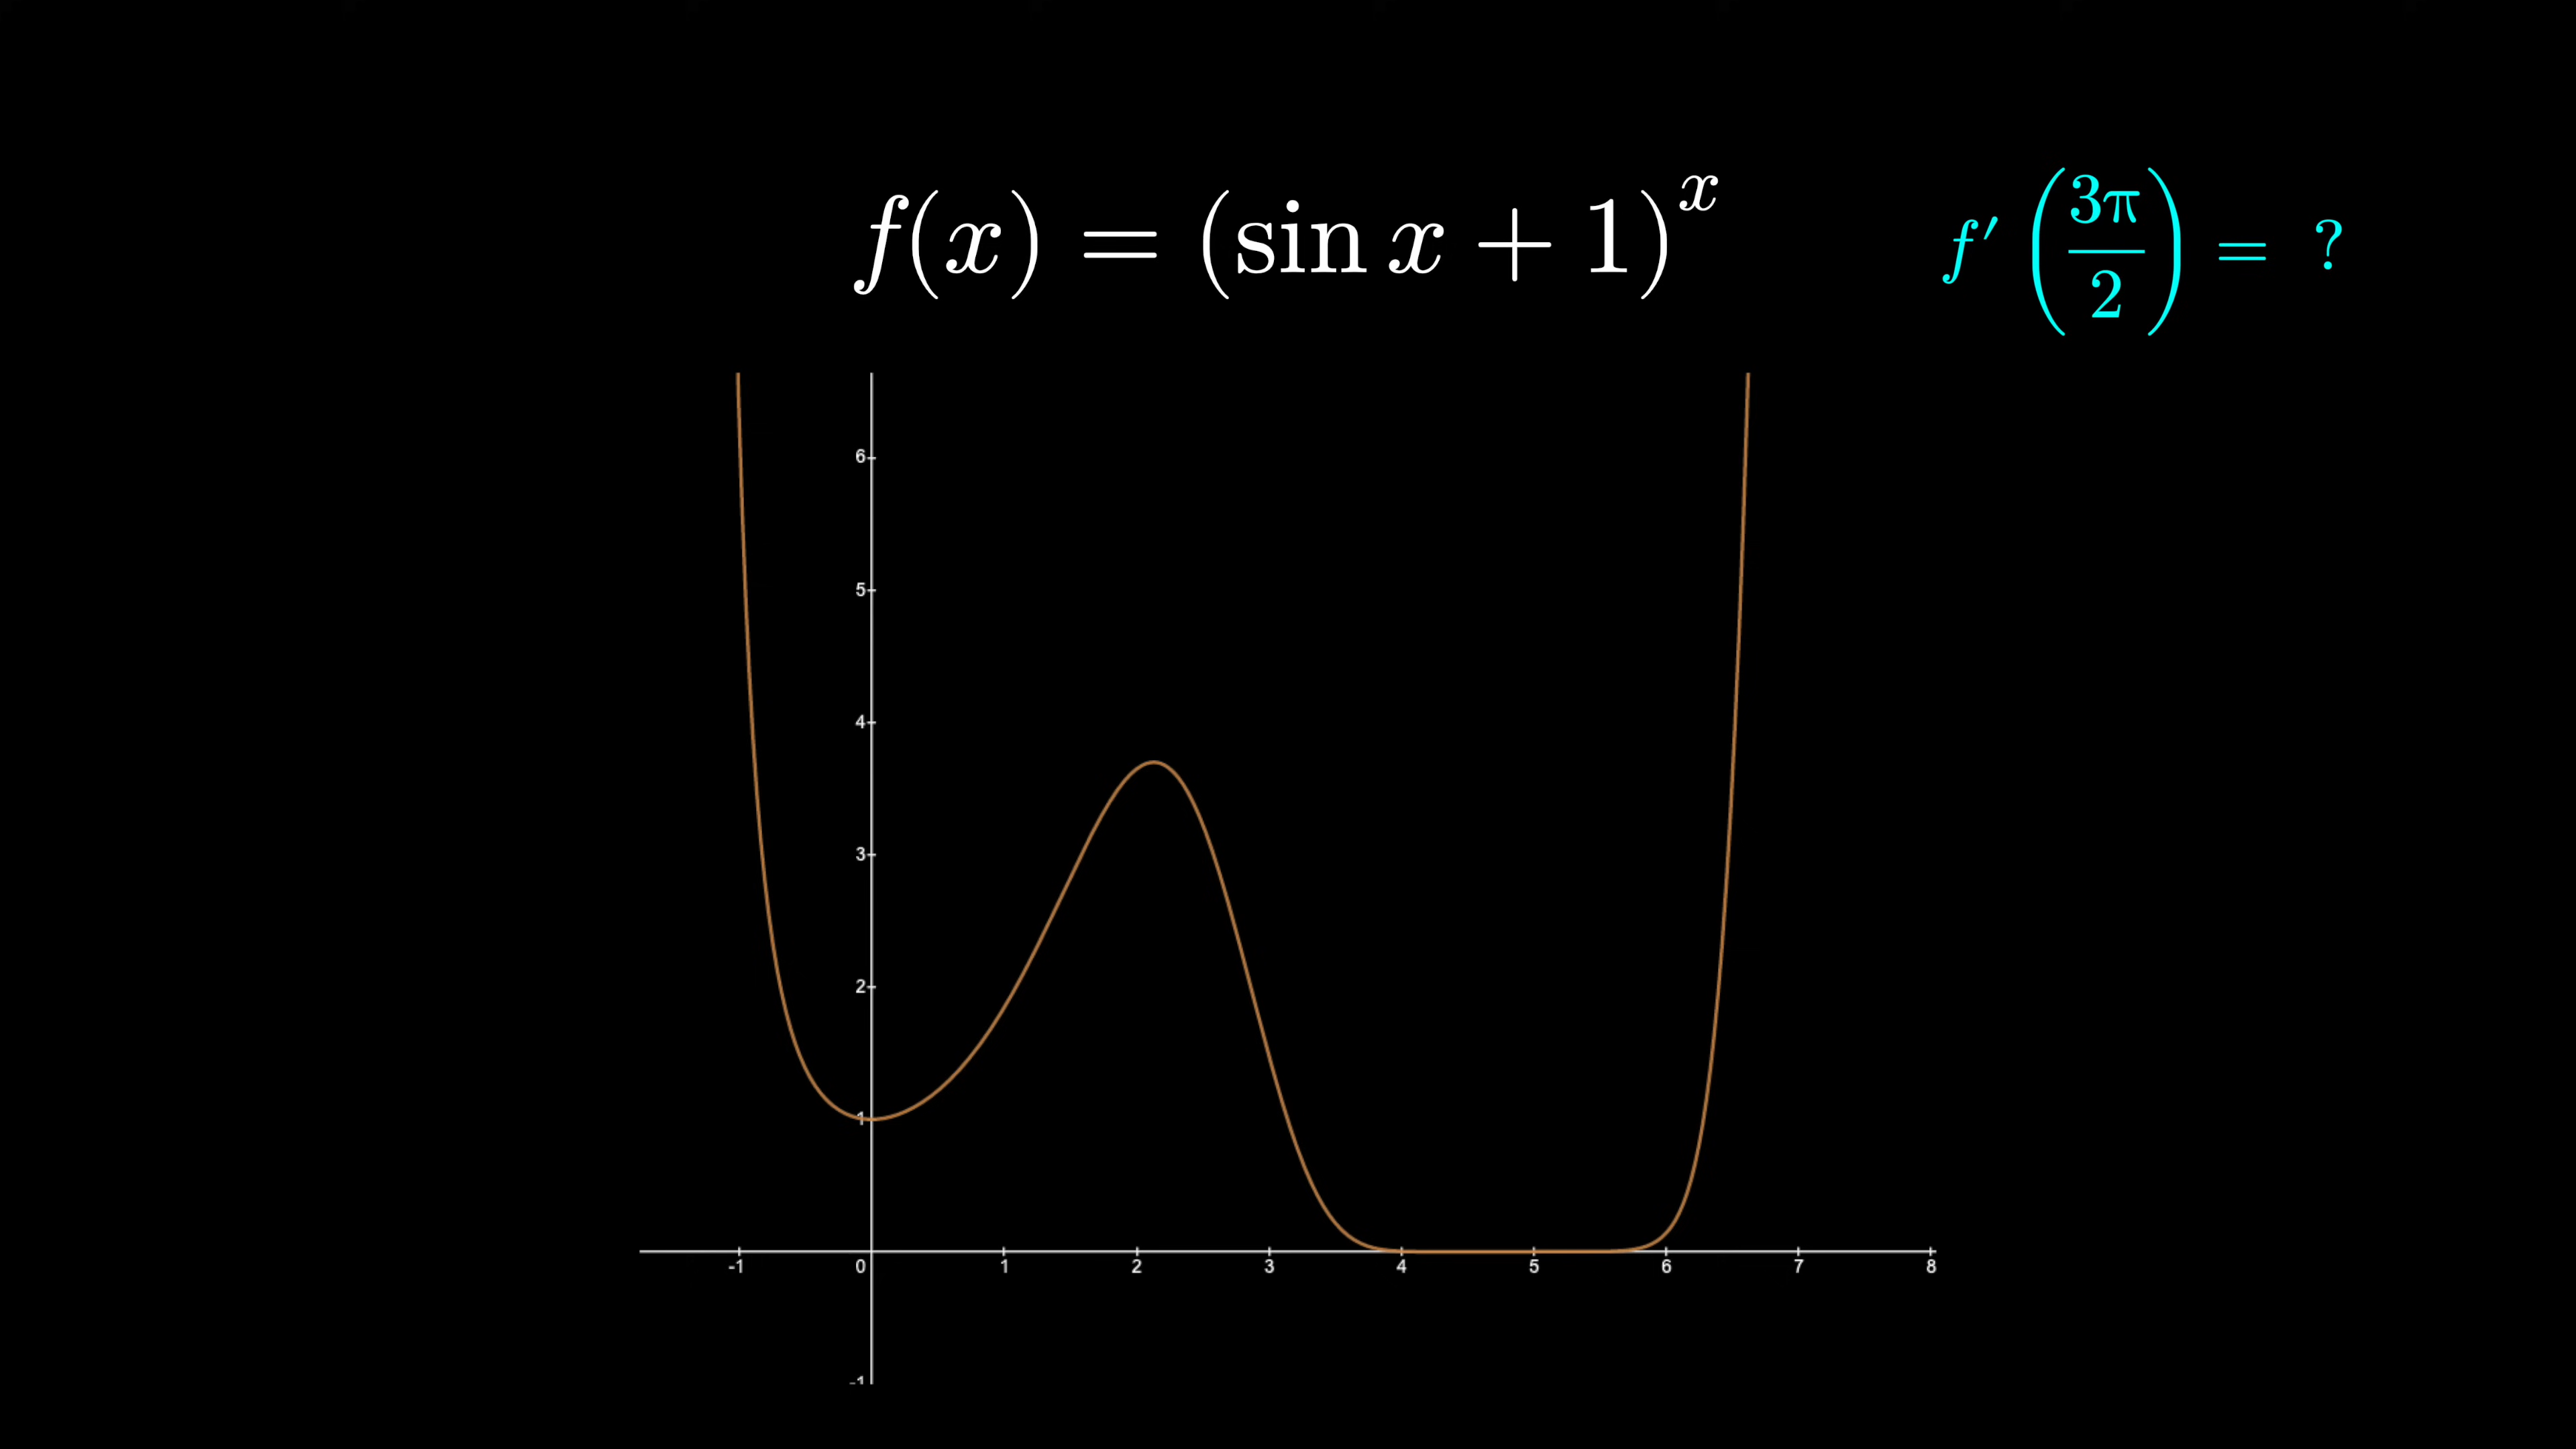 f(x) = (sin x + 1)^x
f′(3π/2) = ?
6
5
4
3
2
1
-1 0 1 2 3 4 5 6 7 8
-1